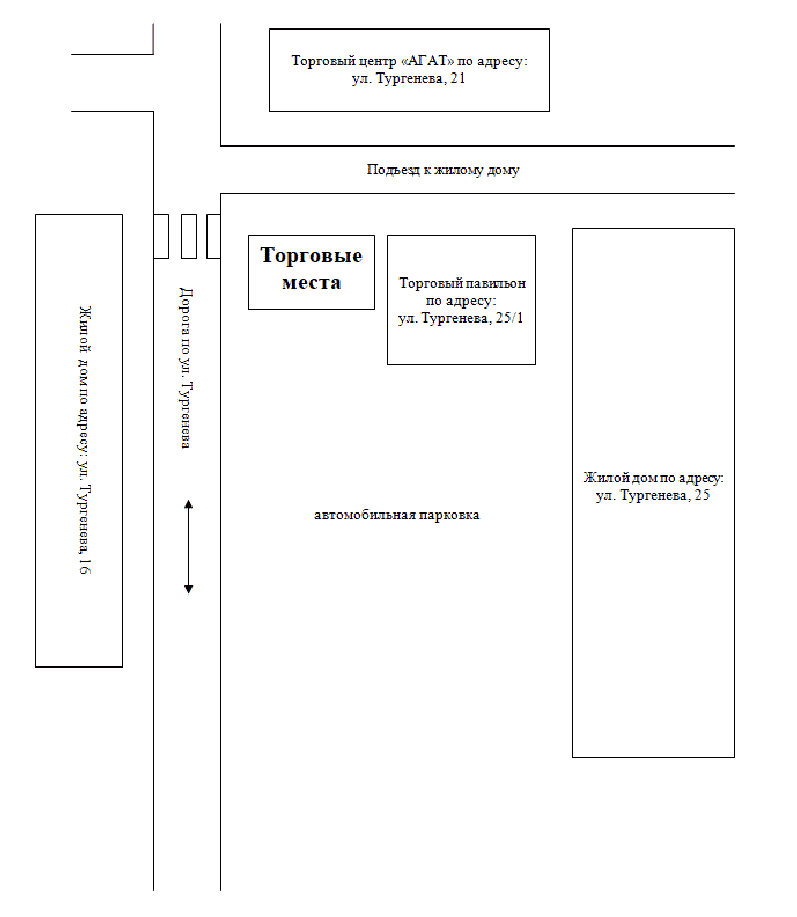 Торговый центр «АГАТ» по адресу:
ул. Тургенева, 21
Подъезд к жилому дому
Торговые
места
Торговый павильон
по адресу:
ул. Тургенева, 25/1
Дорога по ул. Тургенева
Жилой дом по адресу: ул. Тургенева, 16
Жилой дом по адресу:
ул. Тургенева, 25
автомобильная парковка